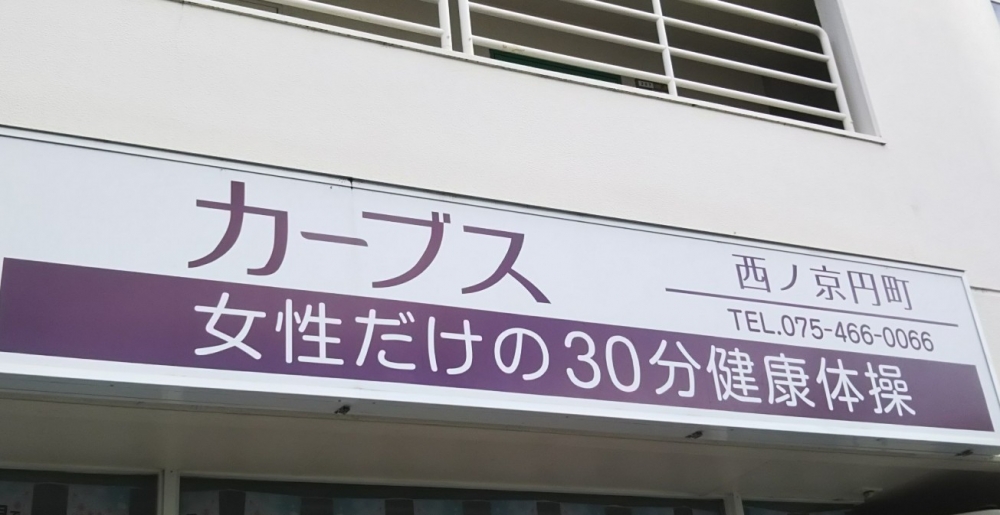 カーブス
西ノ京円町
TEL.075-466-0066
女性だけの30分健康体操